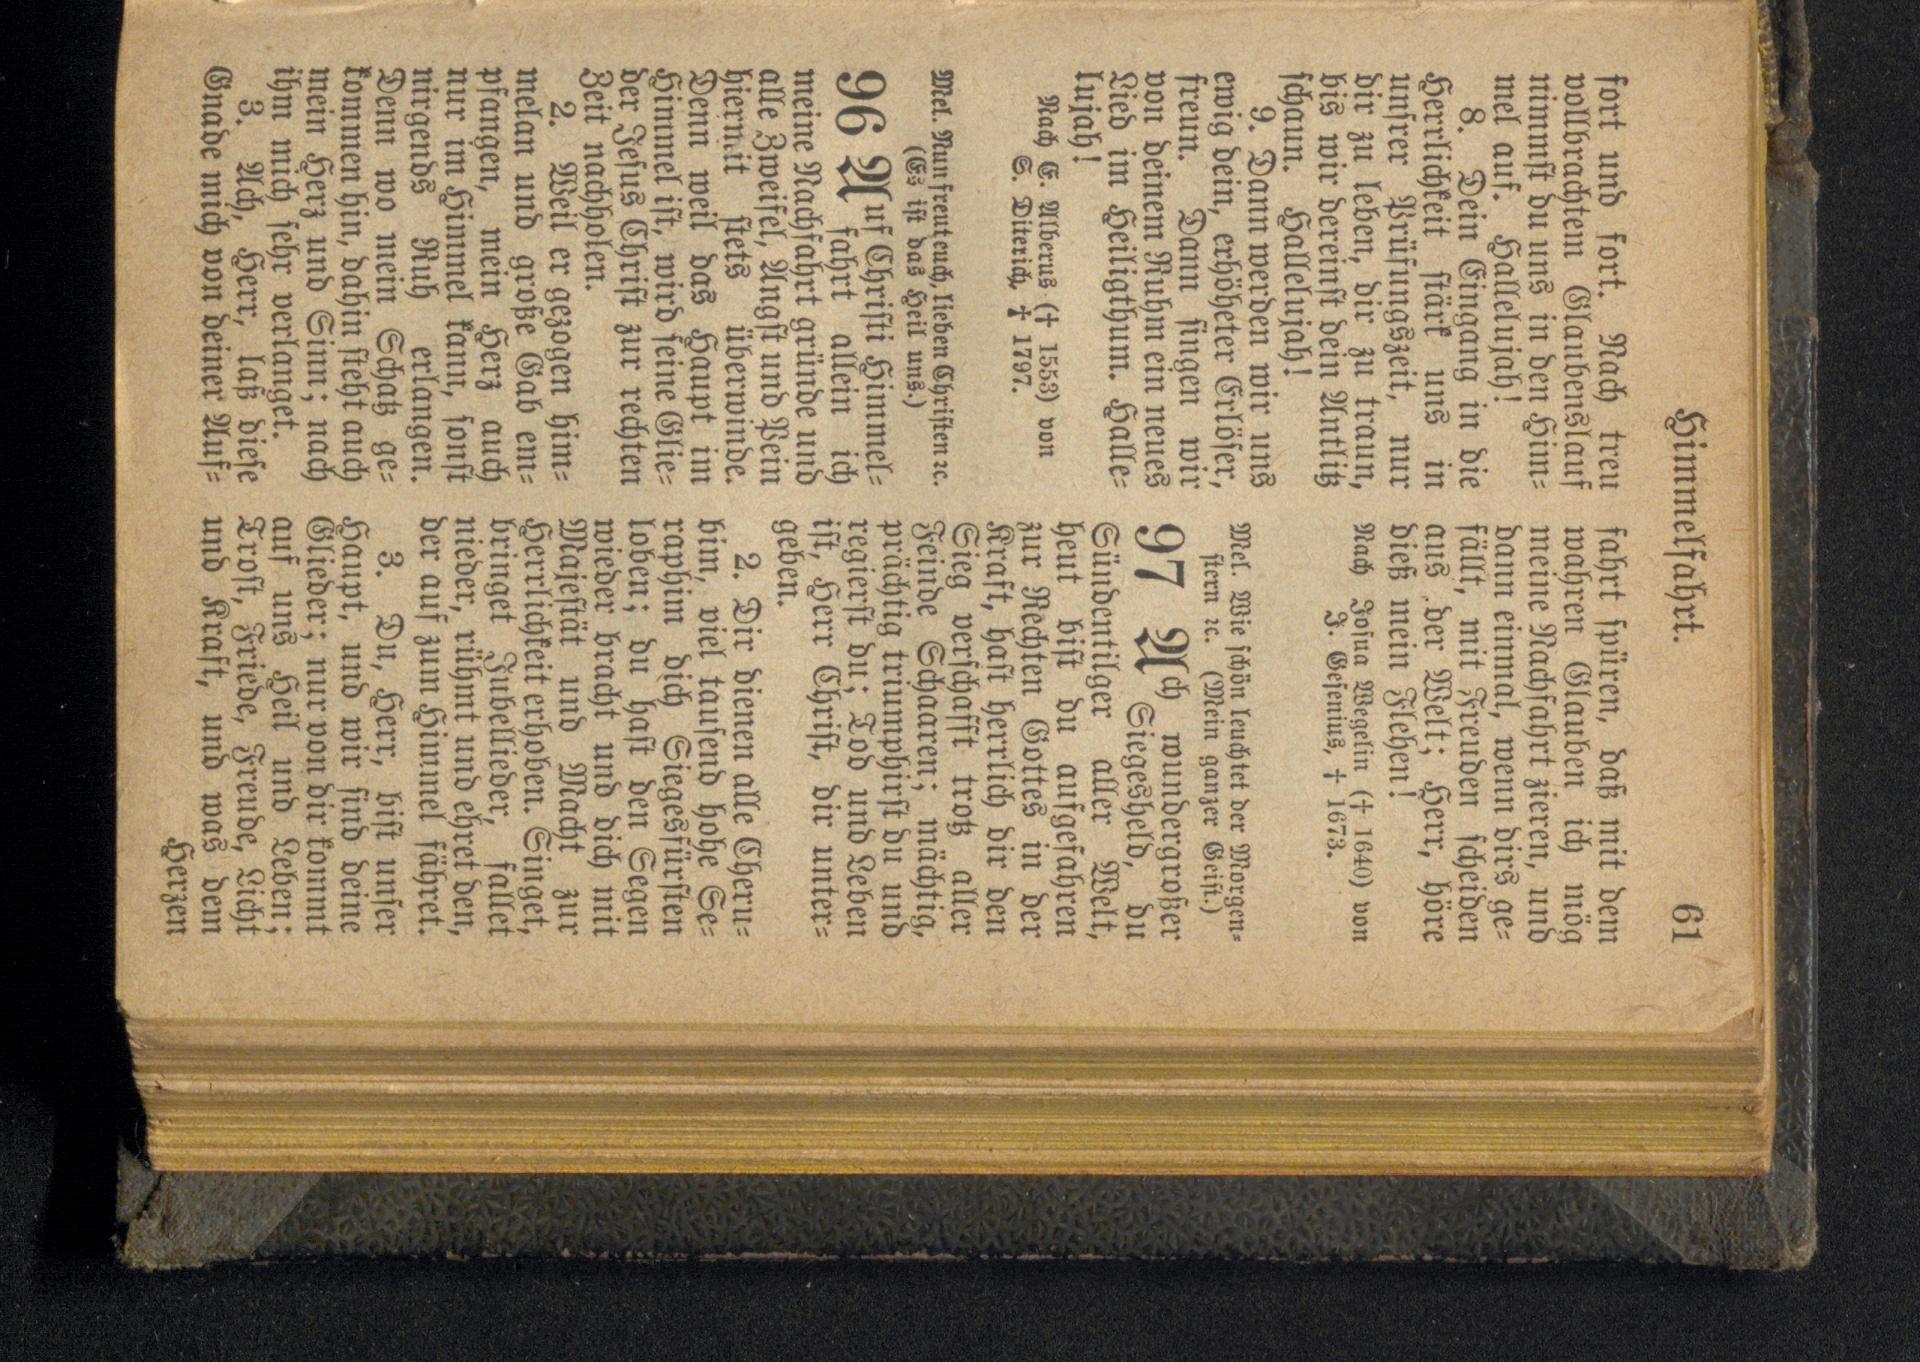 Himmelfahrt. 61
fort und fort. Nach treu
vollbrachtem Glaubenslauf
nimmſt du uns in den Him=
mel auf. Hallelujah!
8. Dein Eingang in die
Herrlichkeit ſtärk uns in
unſrer Prüfungszeit, nur
dir zu leben, dir zu traun,
bis wir dereinſt dein Antlitz
ſchaun. Hallelujah!
9. Dann werden wir uns
ewig dein, erhöheter Erlöſer,
freun. Dann ſingen wir
von deinem Ruhm ein neues
Lied im Heiligthum. Halle=
lujah!
Nach E. Alberus († 1553) von
S. Diterich, † 1797.
Mel. Nun freut euch, lieben Chriſten ꝛc.
(Es iſt das Heil uns.)
96 Auf Chriſti Himmel=
fahrt allein ich
meine Nachfahrt gründe und
alle Zweifel, Angſt und Pein
hiermit ſtets überwinde.
Denn weil das Haupt im
Himmel iſt, wird ſeine Glie=
der Jeſus Chriſt zur rechten
Zeit nachholen.
2. Weil er gezogen him=
melan und große Gab em=
pfangen, mein Herz auch
nur im Himmel kann, ſonſt
nirgends Ruh erlangen.
Denn wo mein Schatz ge=
kommen hin, dahin ſteht auch
mein Herz und Sinn; nach
ihm mich ſehr verlanget.
3. Ach, Herr, laß dieſe
Gnade mich von deiner Auf=
fahrt ſpüren, daß mit dem
wahren Glauben ich mög
meine Nachfahrt zieren, und
dann einmal, wenn dirs ge=
fällt, mit Freuden ſcheiden
aus der Welt; Herr, höre
dieß mein Flehen!
Nach Joſua Wegelin († 1640) von
J. Geſenius, † 1673.
Mel. Wie ſchön leuchtet der Morgen=
ſtern ꝛc. (Mein ganzer Geiſt.)
97 Ach wundergroßer
Siegesheld, du
Sündentilger aller Welt,
heut biſt du aufgefahren
zur Rechten Gottes in der
Kraft, haſt herrlich dir den
Sieg verſchafft trotz aller
Feinde Schaaren; mächtig,
prächtig triumphirſt du und
regierſt du; Tod und Leben
iſt, Herr Chriſt, dir unter=
geben.
2. Dir dienen alle Cheru=
bim, viel tauſend hohe Se=
raphim dich Siegesfürſten
loben; du haſt den Segen
wieder bracht und dich mit
Majeſtät und Macht zur
Herrlichkeit erhoben. Singet,
bringet Jubellieder, fallet
nieder, rühmt und ehret den,
der auf zum Himmel fähret.
3. Du, Herr, biſt unſer
Haupt, und wir ſind deine
Glieder; nur von dir kommt
auf uns Heil und Leben;
Troſt, Friede, Freude, Licht
und Kraft, und was dem
Herzen